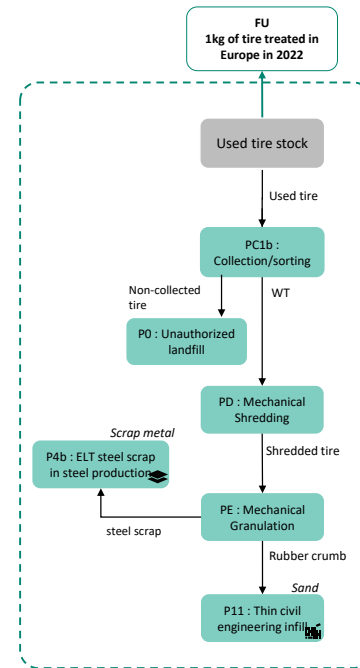 FU
1kg of tire treated in
Europe in 2022
Used tire stock
Used tire
PC1b :
Collection/sorting
Non-collected
tire
WT
P0 : Unauthorized
landfill
PD : Mechanical
Shredding
Scrap metal
Shredded tire
P4b : ELT steel scrap
in steel production
PE : Mechanical
Granulation
steel scrap
Rubber crumb
Sand
P11 : Thin civil
engineering infill